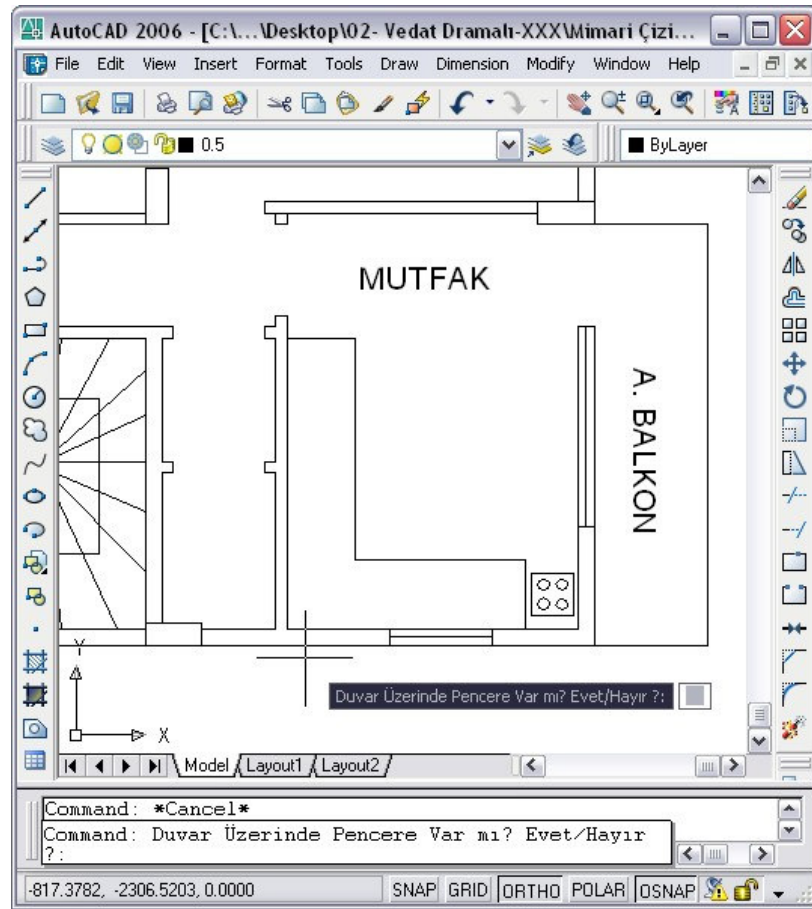 AutoCAD 2006 - [C:\...\Desktop\02- Vedat Dramalı-XXX\Mimari Çizi...
File Edit View Insert Format Tools Draw Dimension Modify Window Help
0.5 ByLayer
MUTFAK
A. BALKON
Duvar Üzerinde Pencere Var mı? Evet/Hayır ?:
Y
X
Model Layout1 Layout2
Command: *Cancel*
Command: Duvar Üzerinde Pencere Var mı? Evet/Hayır
?:
-817.3782, -2306.5203, 0.0000 SNAP GRID ORTHO POLAR OSNAP